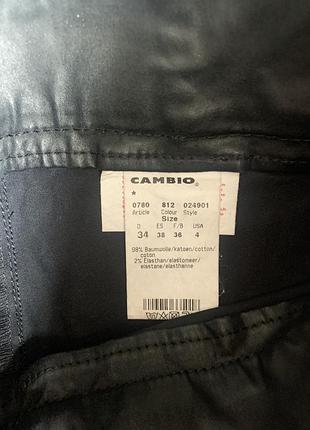 CAMBIO®
*
0780 812 024901
Article Colour Style
Size
D ES F/B USA
34 38 36 4
98% Baumwolle/katoen/cotton/
coton
2% Elasthan/elastomeer/
elastane/elasthanne